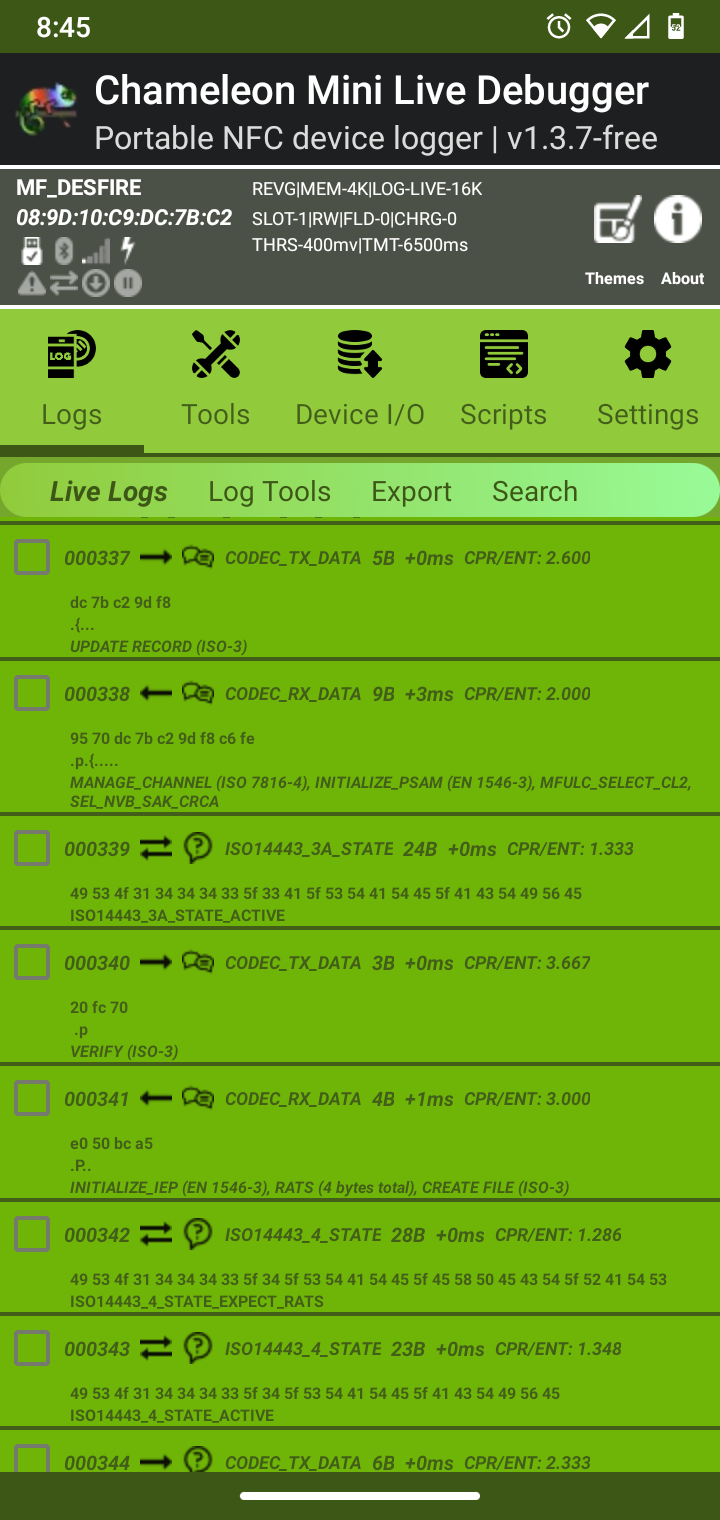 8:45
52
Chameleon Mini Live Debugger
Portable NFC device logger | v1.3.7-free
MF_DESFIRE
08:9D:10:C9:DC:7B:C2
REVG|MEM-4K|LOG-LIVE-16K
SLOT-1|RW|FLD-0|CHRG-0
THRS-400mv|TMT-6500ms
Themes About
LOG
Logs Tools Device I/O Scripts Settings
Live Logs Log Tools Export Search
000337 CODEC_TX_DATA 5B +0ms CPR/ENT: 2.600
dc 7b c2 9d f8
.{...
UPDATE RECORD (ISO-3)
000338 CODEC_RX_DATA 9B +3ms CPR/ENT: 2.000
95 70 dc 7b c2 9d f8 c6 fe
.p.{.....
MANAGE_CHANNEL (ISO 7816-4), INITIALIZE_PSAM (EN 1546-3), MFULC_SELECT_CL2,
SEL_NVB_SAK_CRCA
000339 ISO14443_3A_STATE 24B +0ms CPR/ENT: 1.333
49 53 4f 31 34 34 34 33 5f 33 41 5f 53 54 41 54 45 5f 41 43 54 49 56 45
ISO14443_3A_STATE_ACTIVE
000340 CODEC_TX_DATA 3B +0ms CPR/ENT: 3.667
20 fc 70
.p
VERIFY (ISO-3)
000341 CODEC_RX_DATA 4B +1ms CPR/ENT: 3.000
e0 50 bc a5
.P..
INITIALIZE_IEP (EN 1546-3), RATS (4 bytes total), CREATE FILE (ISO-3)
000342 ISO14443_4_STATE 28B +0ms CPR/ENT: 1.286
49 53 4f 31 34 34 34 33 5f 34 5f 53 54 41 54 45 5f 45 58 50 45 43 54 5f 52 41 54 53
ISO14443_4_STATE_EXPECT_RATS
000343 ISO14443_4_STATE 23B +0ms CPR/ENT: 1.348
49 53 4f 31 34 34 34 33 5f 34 5f 53 54 41 54 45 5f 41 43 54 49 56 45
ISO14443_4_STATE_ACTIVE
000344 CODEC_TX_DATA 6B +0ms CPR/ENT: 2.333